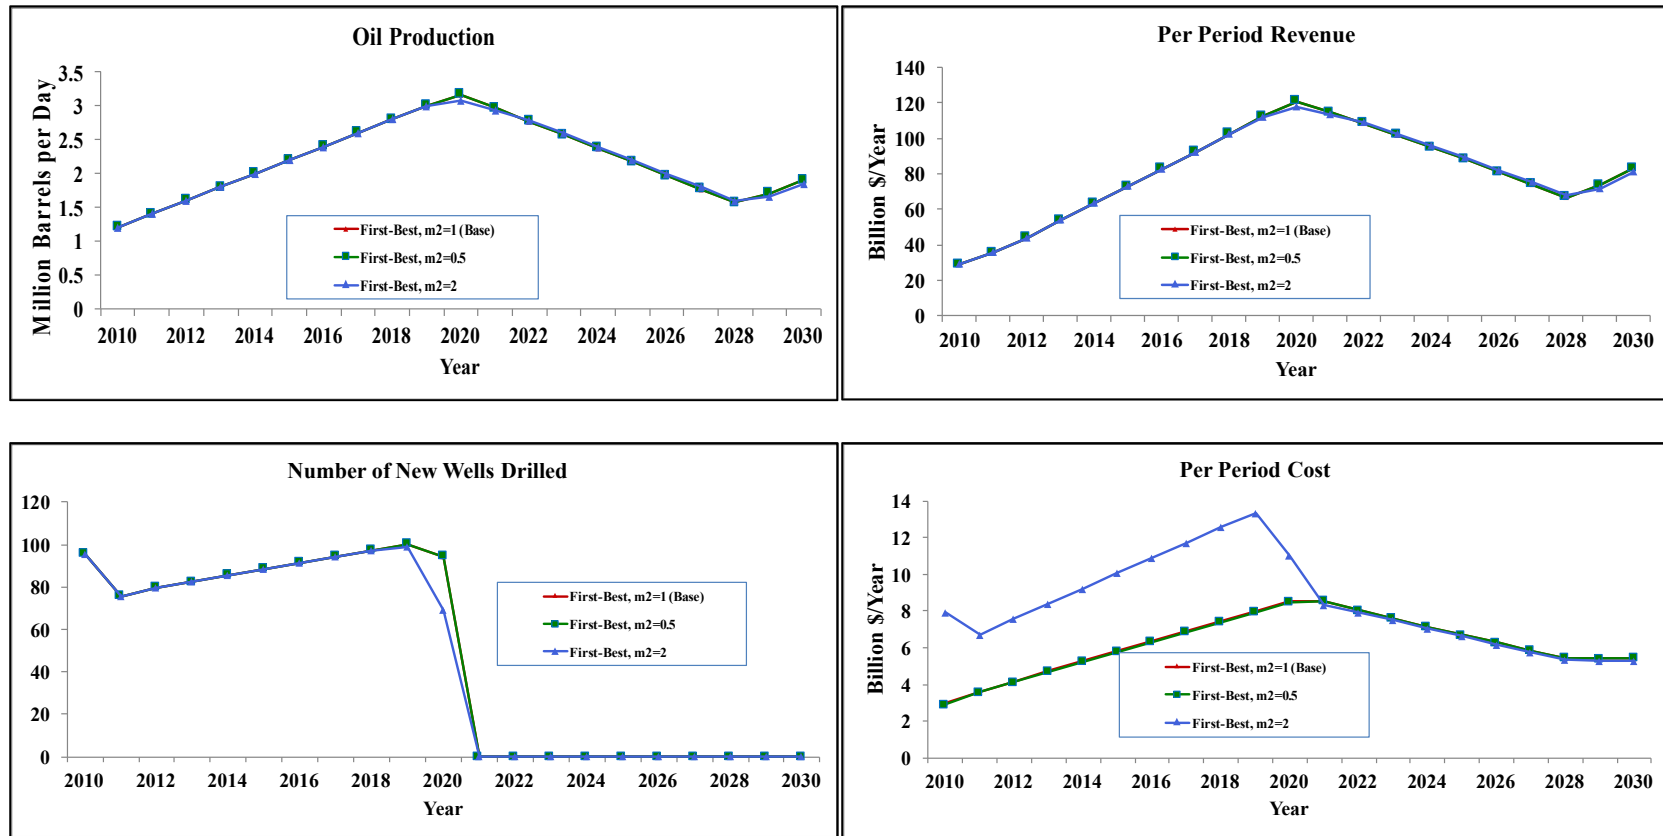 Oil Production
Million Barrels per Day
3.5
3
2.5
2
1.5
1
0.5
0
First-Best, m2=1 (Base)
First-Best, m2=0.5
First-Best, m2=2
2010 2012 2014 2016 2018 2020 2022 2024 2026 2028 2030
Year
Per Period Revenue
Billion $/Year
140
120
100
80
60
40
20
0
First-Best, m2=1 (Base)
First-Best, m2=0.5
First-Best, m2=2
2010 2012 2014 2016 2018 2020 2022 2024 2026 2028 2030
Year
Number of New Wells Drilled
120
100
80
60
40
20
0
First-Best, m2=1 (Base)
First-Best, m2=0.5
First-Best, m2=2
2010 2012 2014 2016 2018 2020 2022 2024 2026 2028 2030
Year
Per Period Cost
Billion $/Year
14
12
10
8
6
4
2
0
First-Best, m2=1 (Base)
First-Best, m2=0.5
First-Best, m2=2
2010 2012 2014 2016 2018 2020 2022 2024 2026 2028 2030
Year